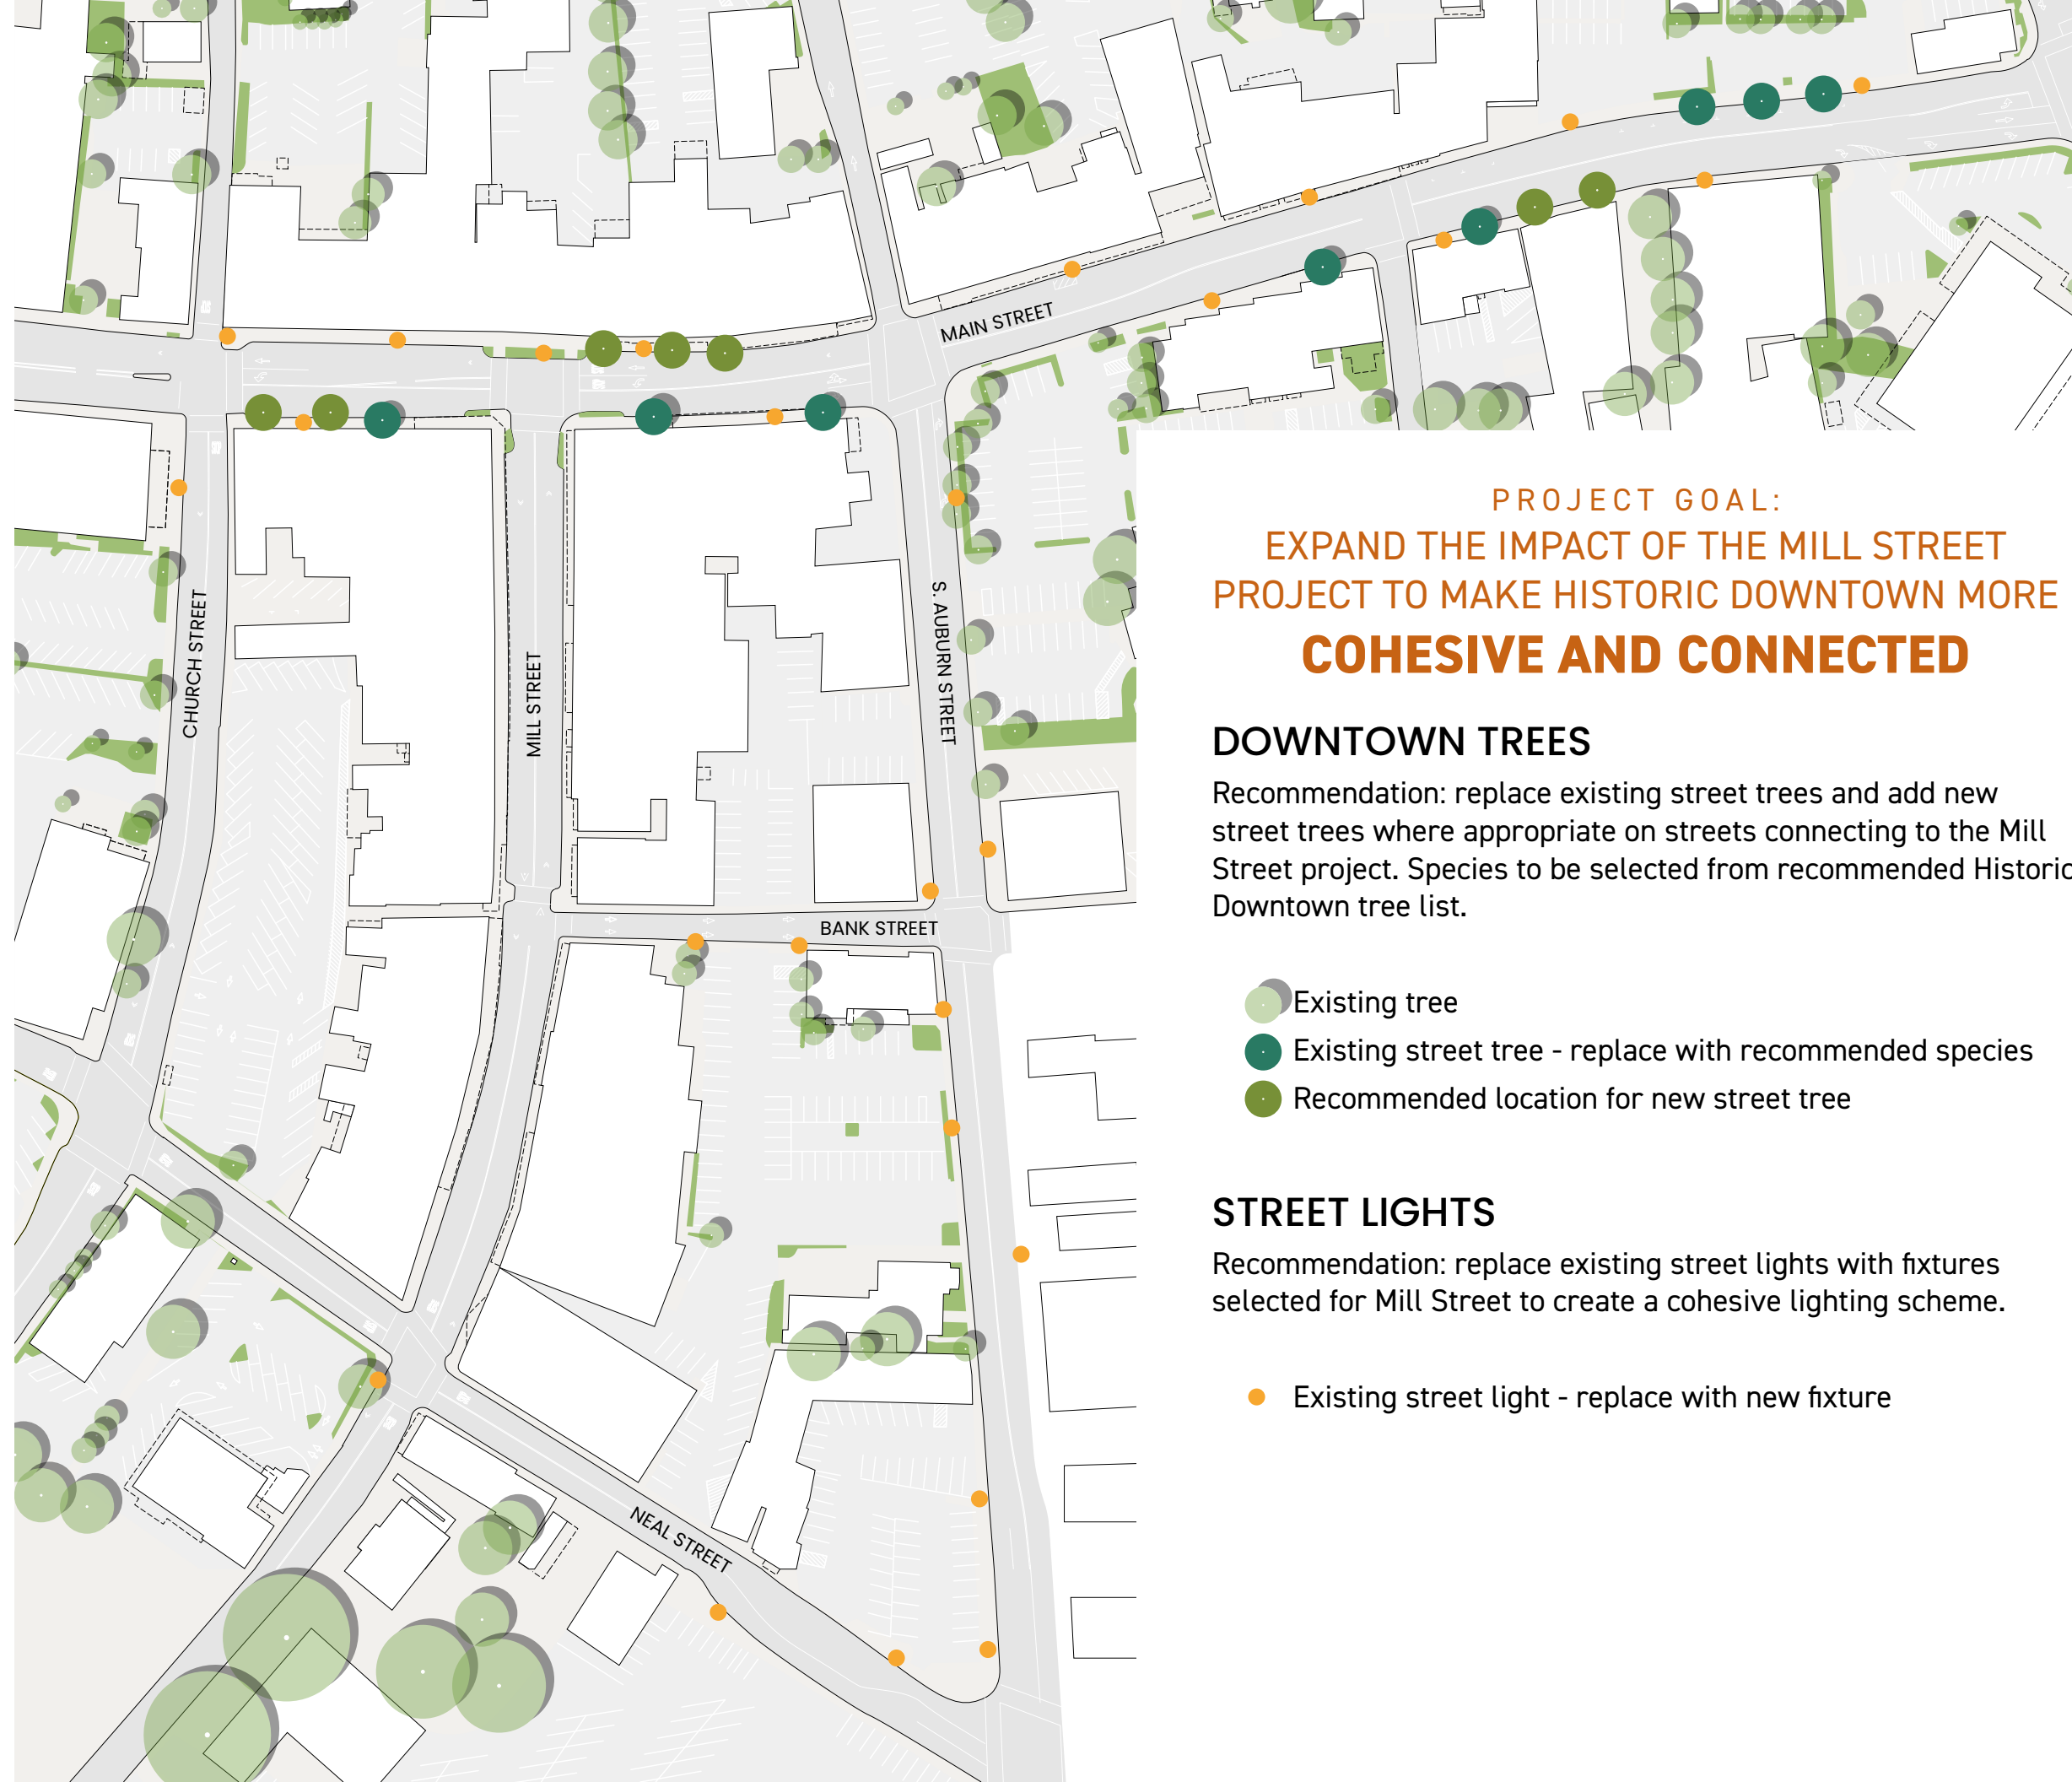 MAIN STREET
CHURCH STREET
MILL STREET
S. AUBURN STREET
BANK STREET
NEAL STREET
PROJECT GOAL:
EXPAND THE IMPACT OF THE MILL STREET
PROJECT TO MAKE HISTORIC DOWNTOWN MORE
COHESIVE AND CONNECTED
DOWNTOWN TREES
Recommendation: replace existing street trees and add new
street trees where appropriate on streets connecting to the Mill
Street project. Species to be selected from recommended Historic
Downtown tree list.
Existing tree
Existing street tree - replace with recommended species
Recommended location for new street tree
STREET LIGHTS
Recommendation: replace existing street lights with fixtures
selected for Mill Street to create a cohesive lighting scheme.
Existing street light - replace with new fixture